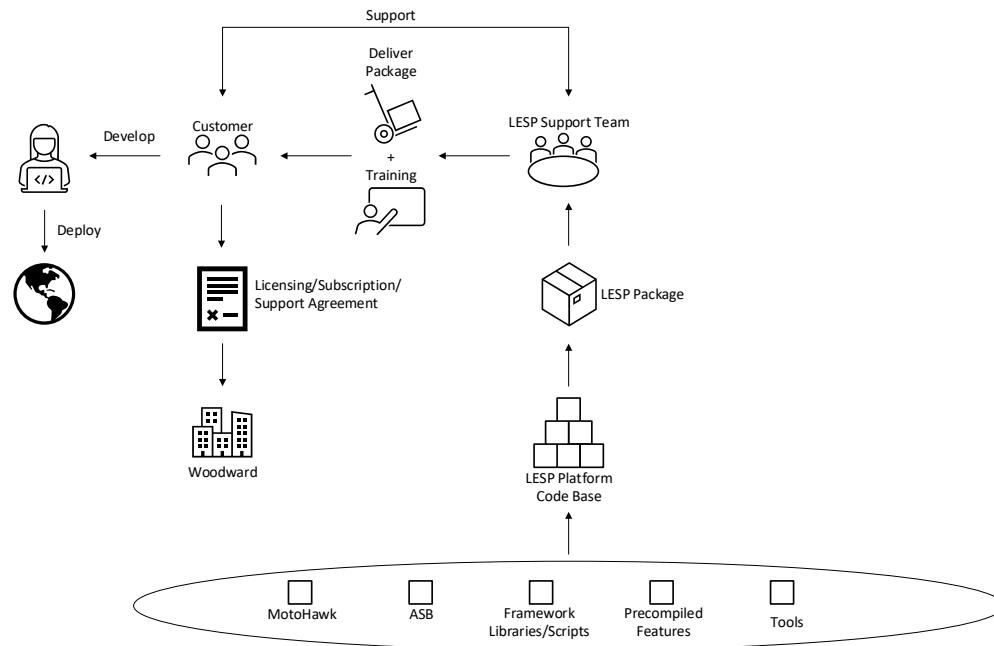 Support
Deliver
Package
Customer
LESP Support Team
Develop
+
Training
</>
Deploy
Licensing/Subscription/
Support Agreement
LESP Package
Woodward
LESP Platform
Code Base
MotoHawk
ASB
Framework
Libraries/Scripts
Precompiled
Features
Tools